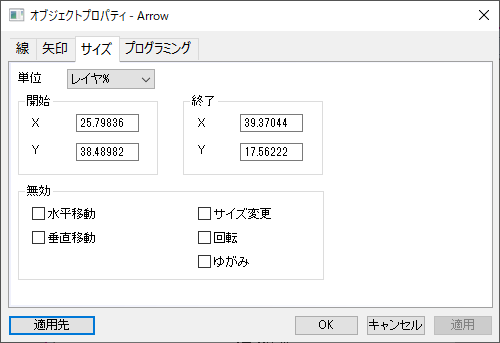 オブジェクトプロパティ - Arrow
線 矢印 サイズ プログラミング
単位 レイヤ%
開始 終了
X 25.79836 X 39.37044
Y 38.48982 Y 17.56222
無効
水平移動 サイズ変更
垂直移動 回転
ゆがみ
適用先 OK キャンセル 適用